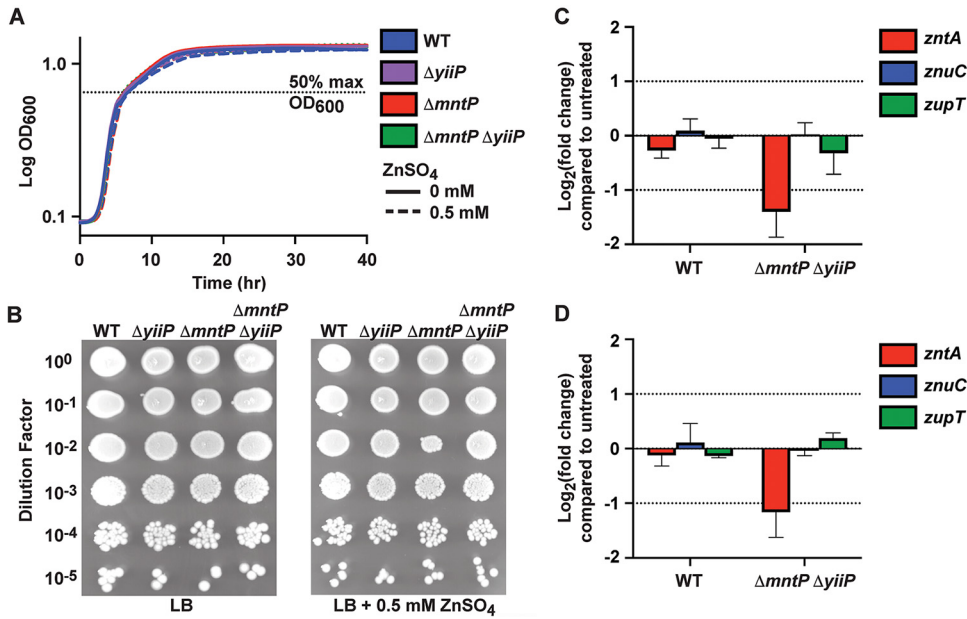 A
Log OD600
1.0
0.1
50% max
OD600
0
10
20
30
40
Time (hr)
WT
ΔyiiP
ΔmntP
ΔmntP ΔyiiP
ZnSO4
0 mM
0.5 mM
B
WT ΔyiiP ΔmntP ΔmntP ΔyiiP
WT ΔyiiP ΔmntP ΔmntP ΔyiiP
Dilution Factor
10^0
10^-1
10^-2
10^-3
10^-4
10^-5
LB
LB + 0.5 mM ZnSO4
C
Log2(fold change)
compared to untreated
2
1
0
-1
-2
WT
ΔmntP ΔyiiP
zntA
znuC
zupT
D
Log2(fold change)
compared to untreated
2
1
0
-1
-2
WT
ΔmntP ΔyiiP
zntA
znuC
zupT